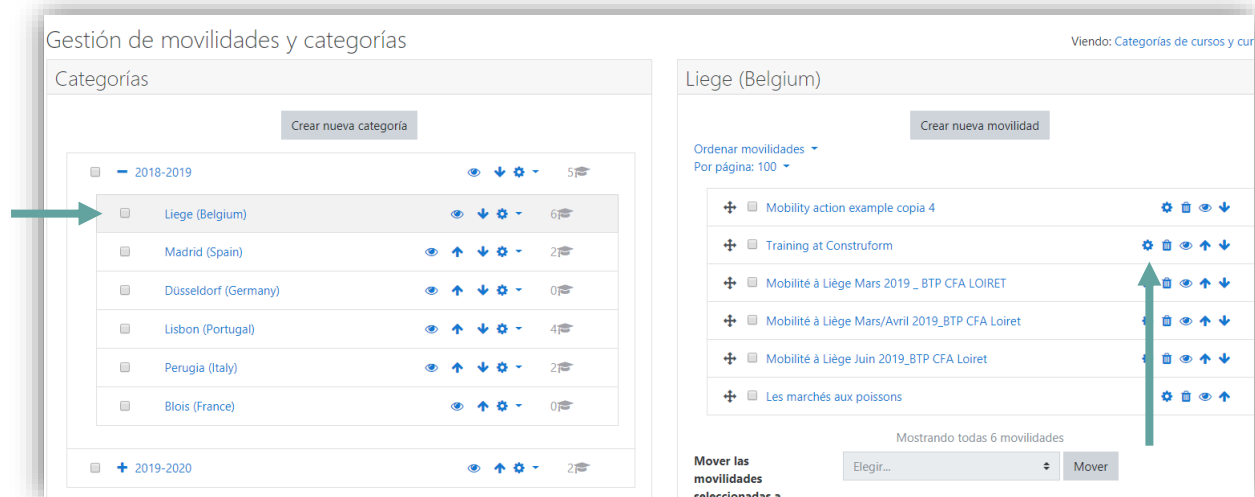 Gestión de movilidades y categorías
Viendo: Categorías de cursos y cur
Categorías
Crear nueva categoría
2018-2019 5
Liege (Belgium) 6
Madrid (Spain) 2
Düsseldorf (Germany) 0
Lisbon (Portugal) 4
Perugia (Italy) 2
Blois (France) 0
2019-2020 2
Liege (Belgium)
Crear nueva movilidad
Ordenar movilidades
Por página: 100
Mobility action example copia 4
Training at Construform
Mobilité à Liège Mars 2019 _ BTP CFA LOIRET
Mobilité à Liège Mars/Avril 2019_BTP CFA Loiret
Mobilité à Liège Juin 2019_BTP CFA Loiret
Les marchés aux poissons
Mostrando todas 6 movilidades
Mover las Elegir... Mover
movilidades
seleccionadas a